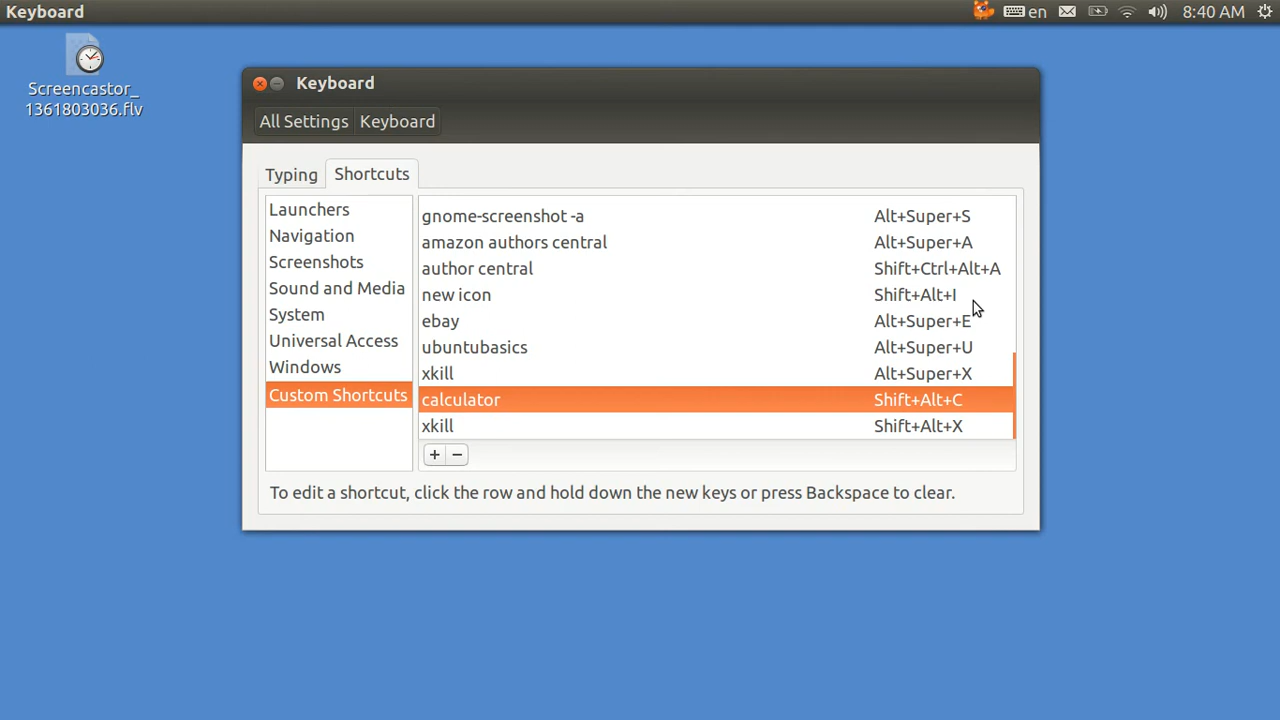 Keyboard
en
8:40 AM
Screencastor_
1361803036.flv
Keyboard
All Settings
Keyboard
Typing
Shortcuts
Launchers
Navigation
Screenshots
Sound and Media
System
Universal Access
Windows
Custom Shortcuts
gnome-screenshot -a Alt+Super+S
amazon authors central Alt+Super+A
author central Shift+Ctrl+Alt+A
new icon Shift+Alt+I
ebay Alt+Super+E
ubuntubasics Alt+Super+U
xkill Alt+Super+X
calculator Shift+Alt+C
xkill Shift+Alt+X
+ −
To edit a shortcut, click the row and hold down the new keys or press Backspace to clear.